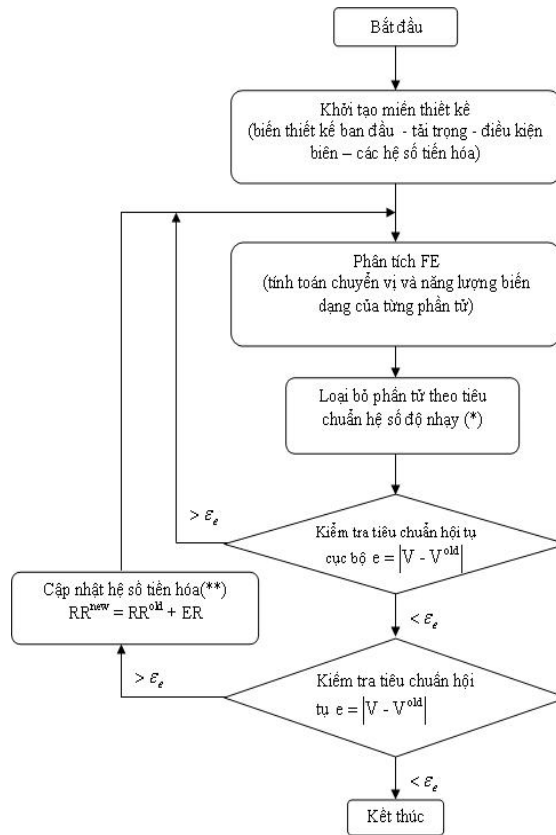 Bắt đầu
Khởi tạo miền thiết kế
(biến thiết kế ban đầu - tải trọng - điều kiện
biên – các hệ số tiến hóa)
Phân tích FE
(tính toán chuyển vị và năng lượng biến
dạng của từng phần tử)
Loại bỏ phần tử theo tiêu
chuẩn hệ số độ nhạy (*)
> εₑ
Kiểm tra tiêu chuẩn hội tụ
cục bộ e = |V - V^old|
Cập nhật hệ số tiến hóa(**)
RR^new = RR^old + ER
< εₑ
> εₑ
Kiểm tra tiêu chuẩn hội
tụ e = |V - V^old|
< εₑ
Kết thúc